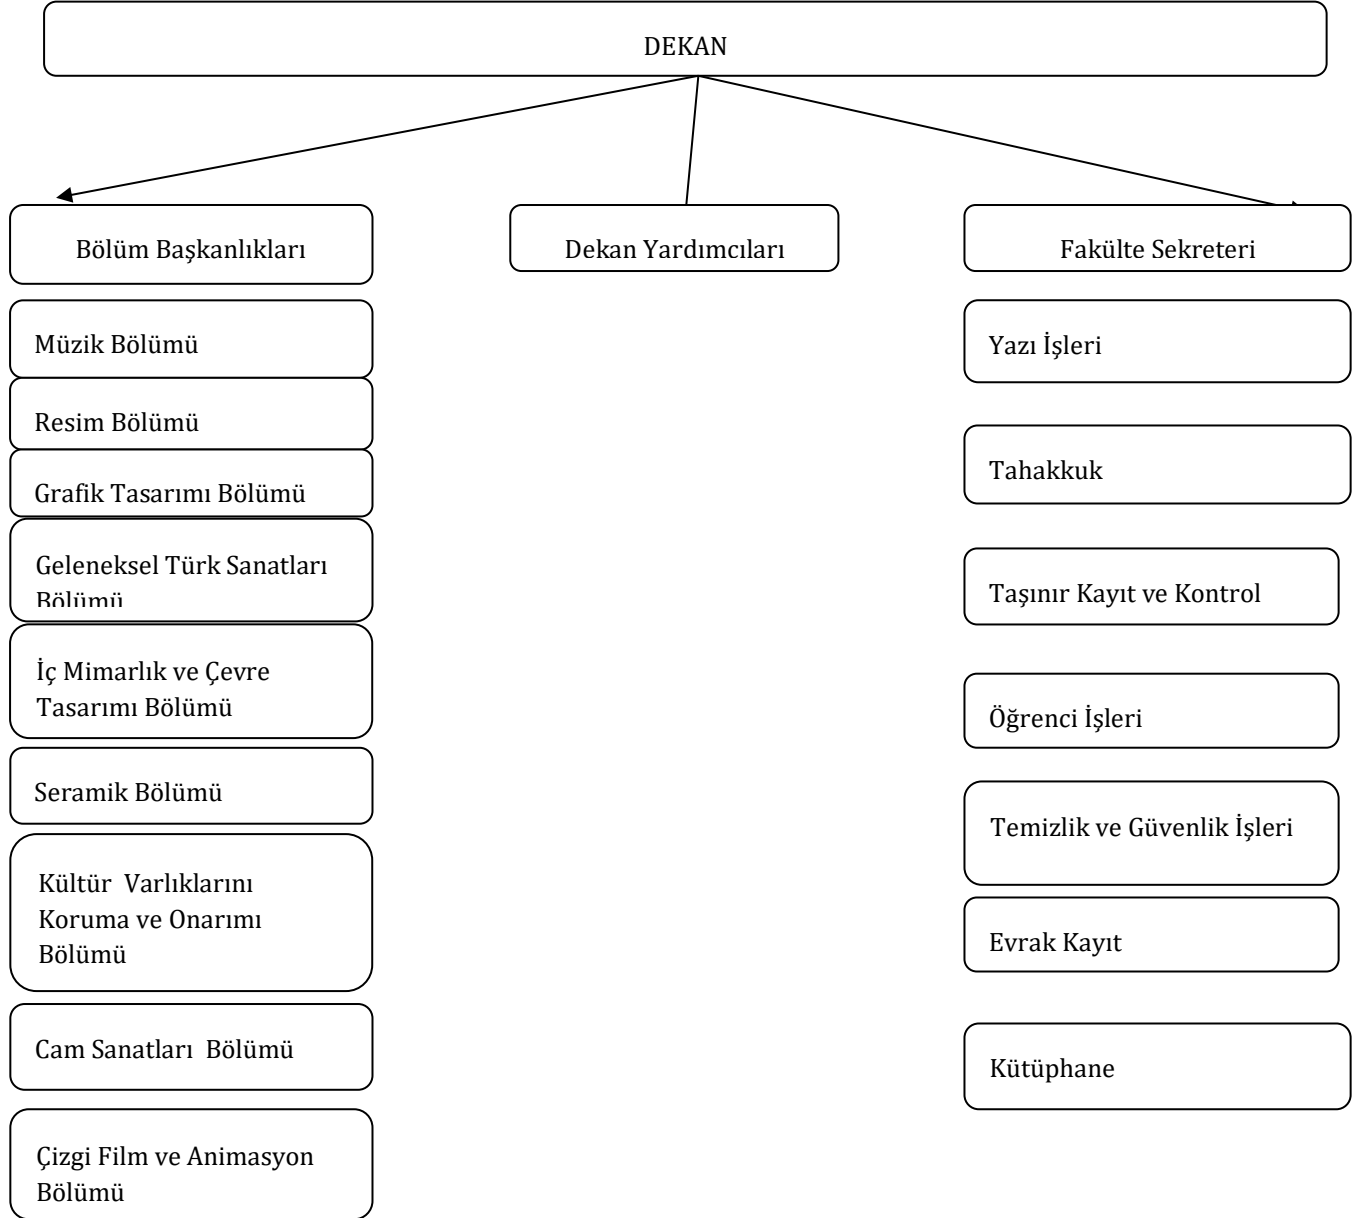 DEKAN
Bölüm Başkanlıkları
Dekan Yardımcıları
Fakülte Sekreteri
Müzik Bölümü
Resim Bölümü
Grafik Tasarımı Bölümü
Geleneksel Türk Sanatları
Bölümü
İç Mimarlık ve Çevre
Tasarımı Bölümü
Seramik Bölümü
Kültür  Varlıklarını
Koruma ve Onarımı
Bölümü
Cam Sanatları  Bölümü
Çizgi Film ve Animasyon
Bölümü
Yazı İşleri
Tahakkuk
Taşınır Kayıt ve Kontrol
Öğrenci İşleri
Temizlik ve Güvenlik İşleri
Evrak Kayıt
Kütüphane